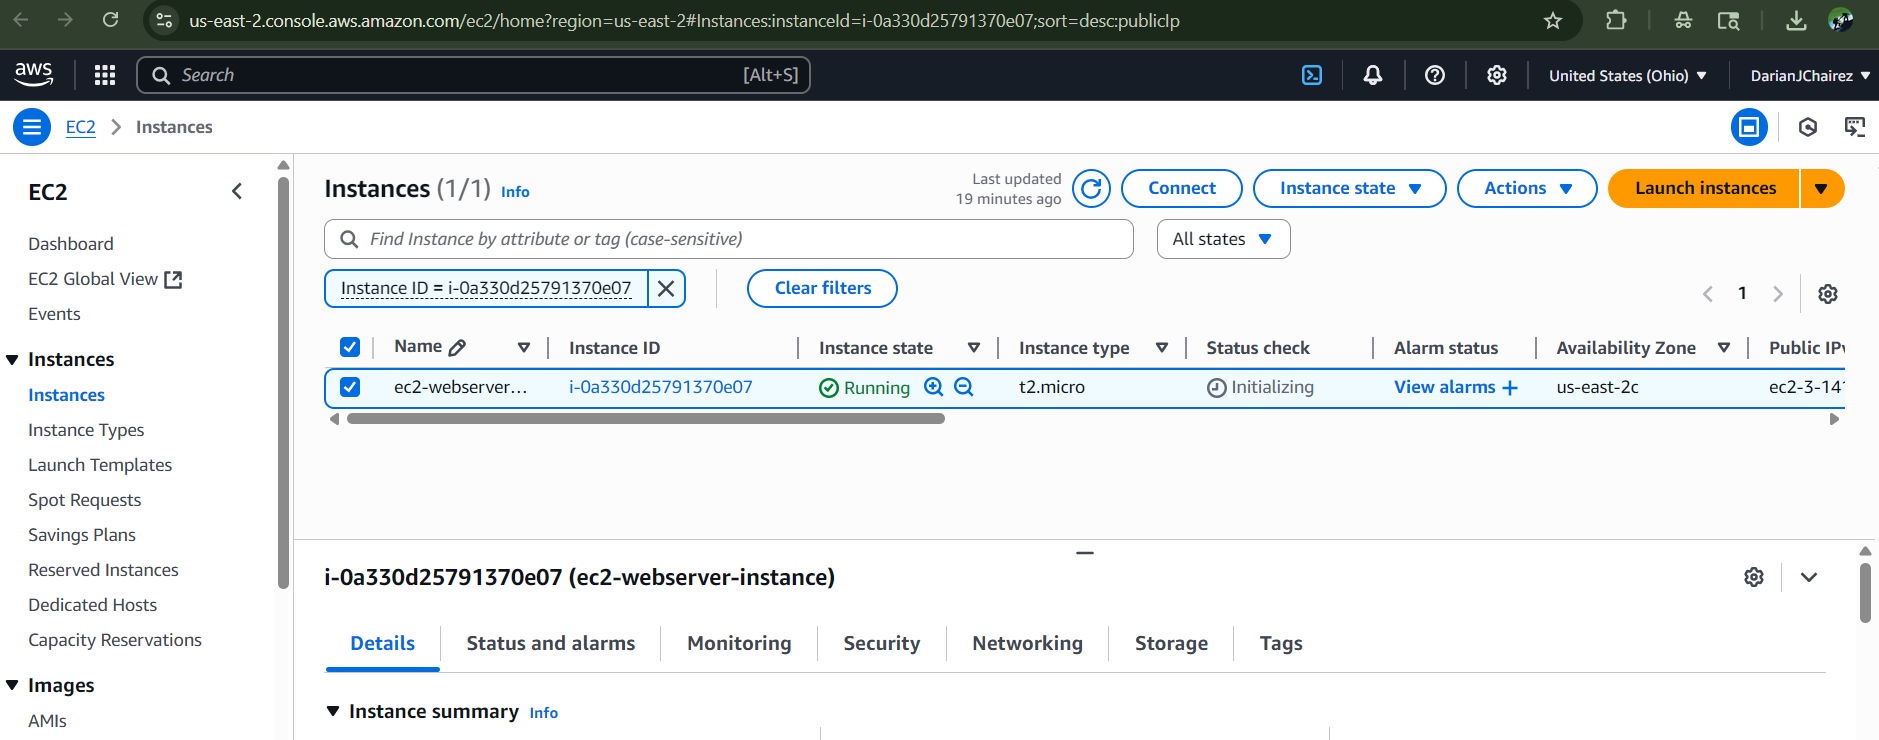 us-east-2.console.aws.amazon.com/ec2/home?region=us-east-2#Instances:instanceId=i-0a330d25791370e07;sort=desc:publicIp
aws
Search [Alt+S]
United States (Ohio)
DarianJChairez
EC2
Instances
EC2
Dashboard
EC2 Global View
Events
Instances
Instances
Instance Types
Launch Templates
Spot Requests
Savings Plans
Reserved Instances
Dedicated Hosts
Capacity Reservations
Images
AMIs
Instances (1/1) Info
Last updated
19 minutes ago
Connect
Instance state
Actions
Launch instances
Find Instance by attribute or tag (case-sensitive)
All states
Instance ID = i-0a330d25791370e07
Clear filters
1
Name Instance ID Instance state Instance type Status check Alarm status Availability Zone Public IPv
ec2-webserver... i-0a330d25791370e07 Running t2.micro Initializing View alarms + us-east-2c ec2-3-141
i-0a330d25791370e07 (ec2-webserver-instance)
Details Status and alarms Monitoring Security Networking Storage Tags
Instance summary Info